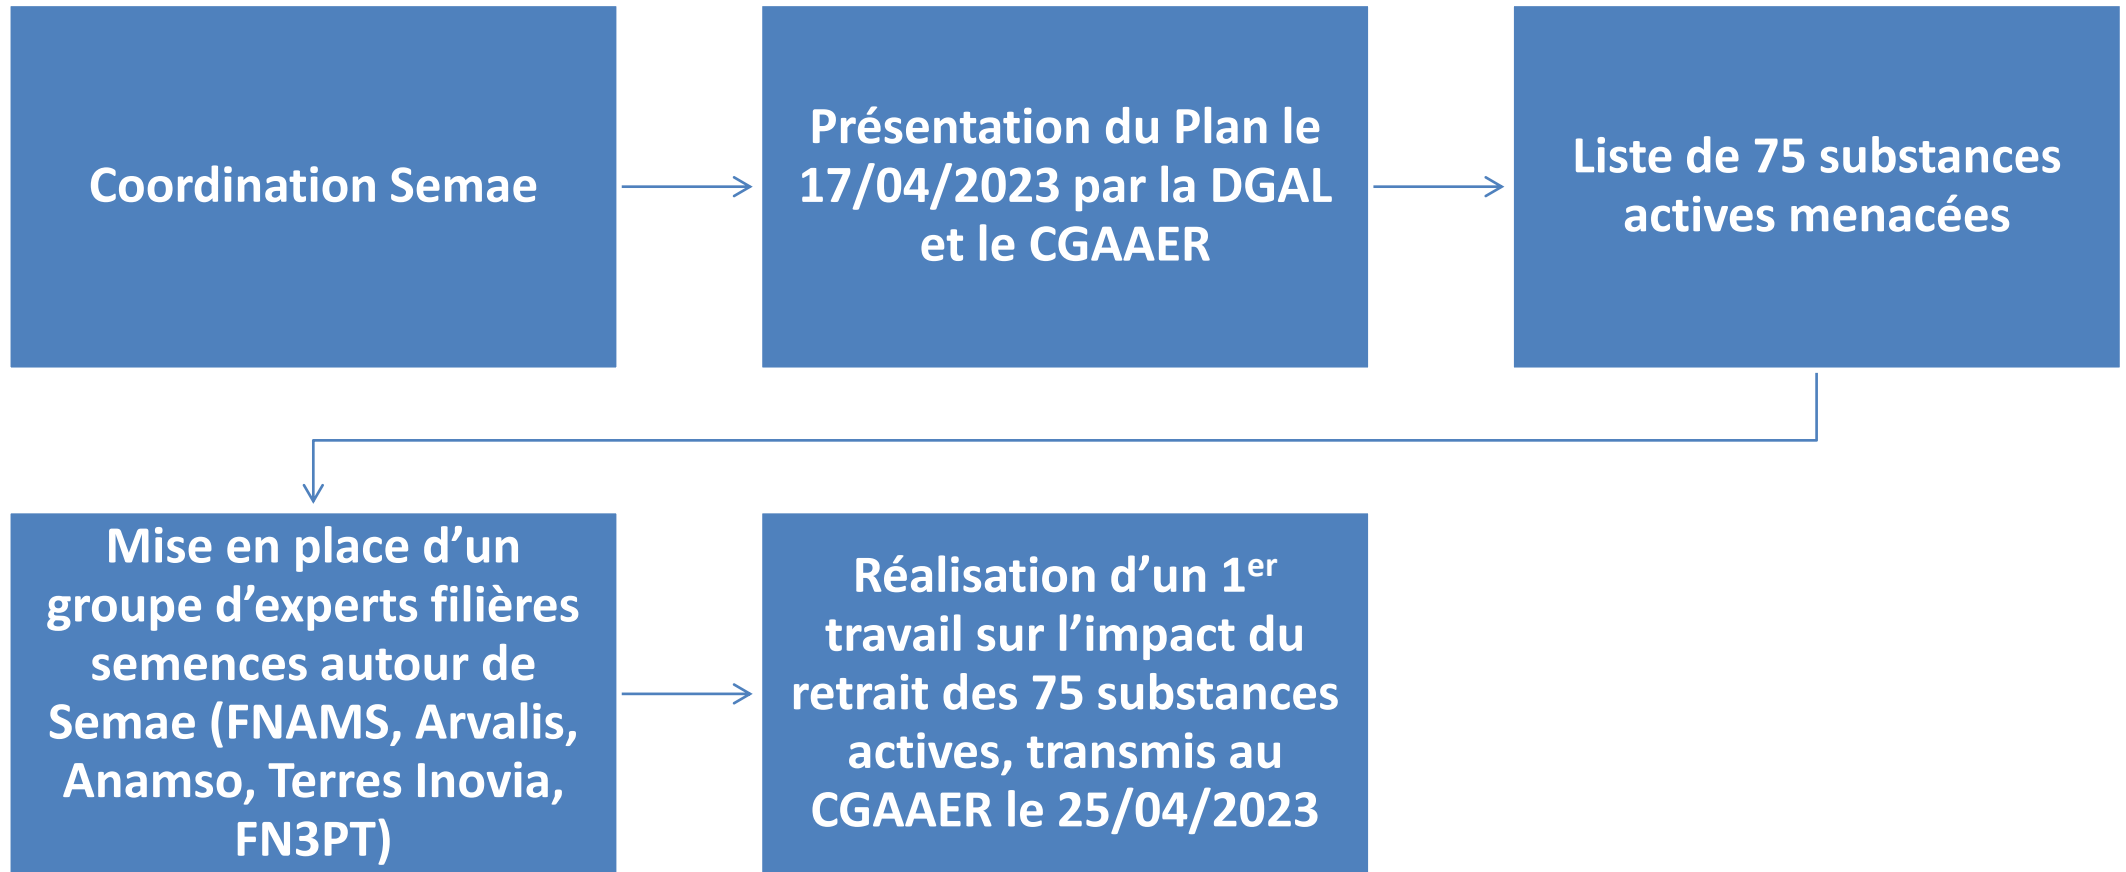 Coordination Semae
Présentation du Plan le
17/04/2023 par la DGAL
et le CGAAER
Liste de 75 substances
actives menacées
Mise en place d’un
groupe d’experts filières
semences autour de
Semae (FNAMS, Arvalis,
Anamso, Terres Inovia,
FN3PT)
Réalisation d’un 1er
travail sur l’impact du
retrait des 75 substances
actives, transmis au
CGAAER le 25/04/2023